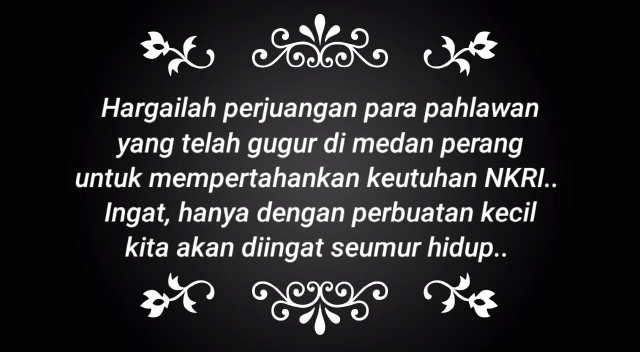 Hargailah perjuangan para pahlawan
yang telah gugur di medan perang
untuk mempertahankan keutuhan NKRI..
Ingat, hanya dengan perbuatan kecil
kita akan diingat seumur hidup..